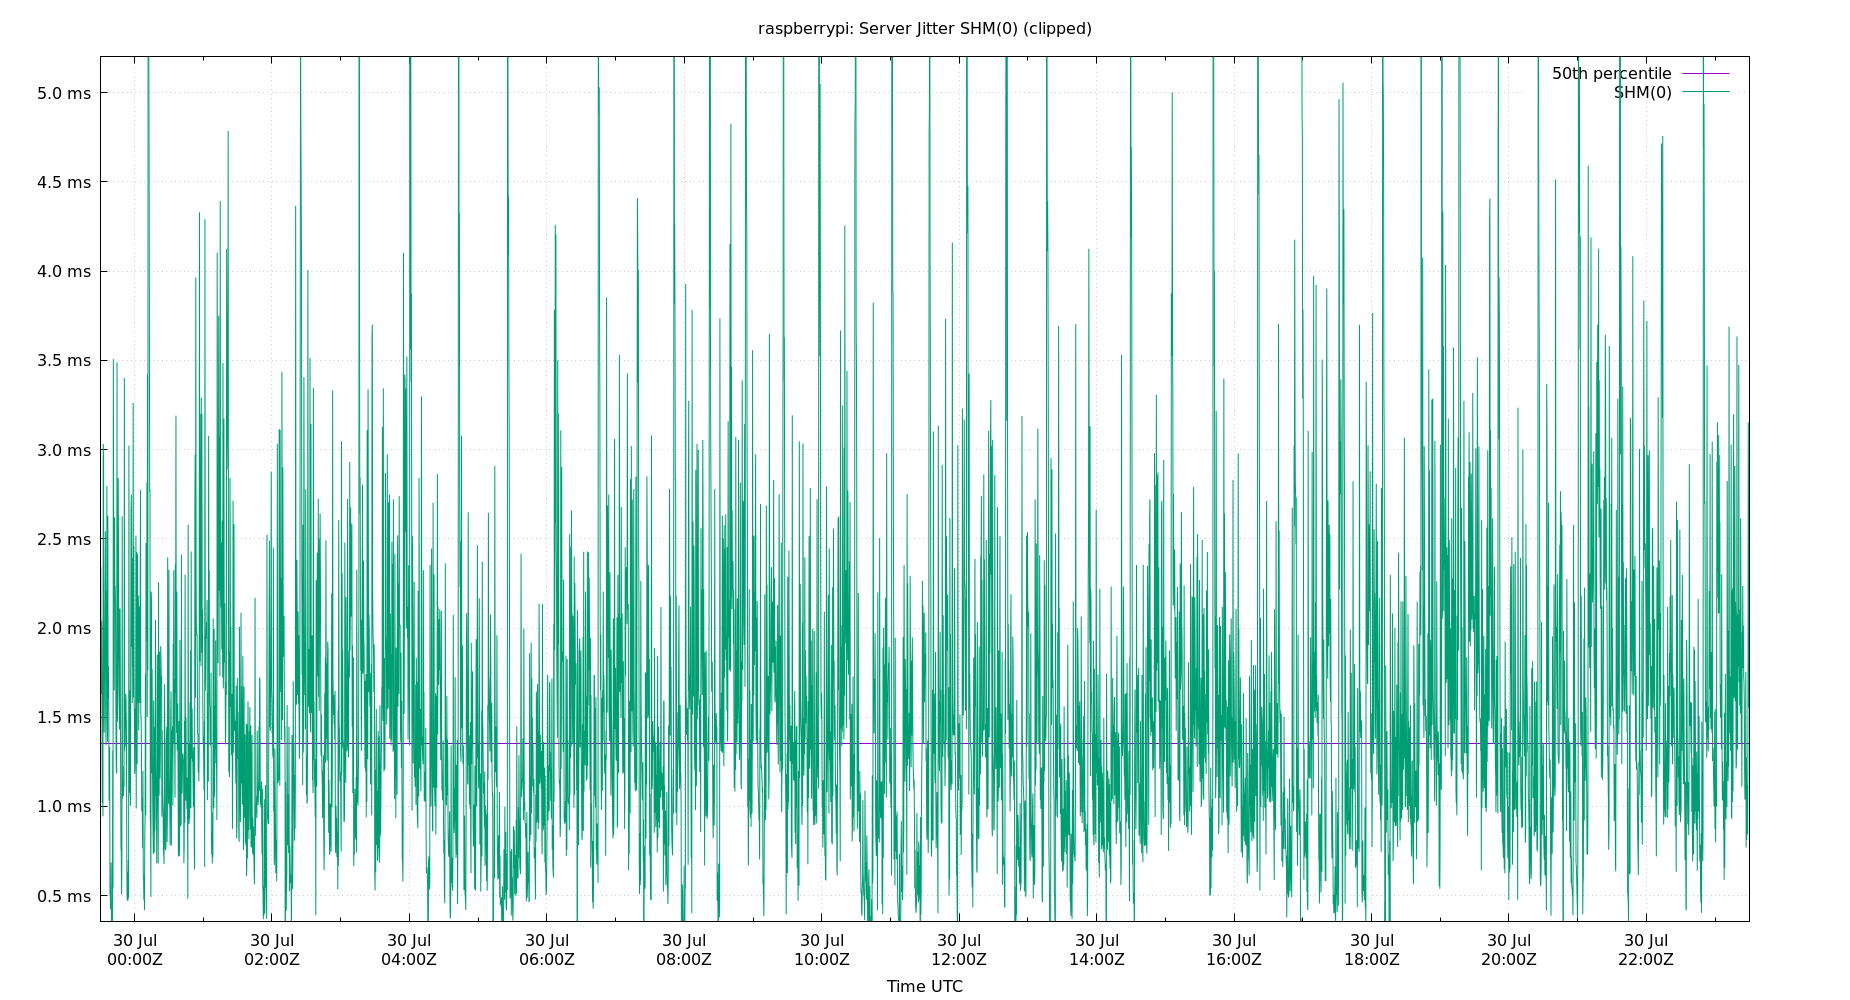 raspberrypi: Server Jitter SHM(0) (clipped)
50th percentile
SHM(0)
5.0 ms
4.5 ms
4.0 ms
3.5 ms
3.0 ms
2.5 ms
2.0 ms
1.5 ms
1.0 ms
0.5 ms
30 Jul 30 Jul 30 Jul 30 Jul 30 Jul 30 Jul 30 Jul 30 Jul 30 Jul 30 Jul 30 Jul 30 Jul
00:00Z 02:00Z 04:00Z 06:00Z 08:00Z 10:00Z 12:00Z 14:00Z 16:00Z 18:00Z 20:00Z 22:00Z
Time UTC